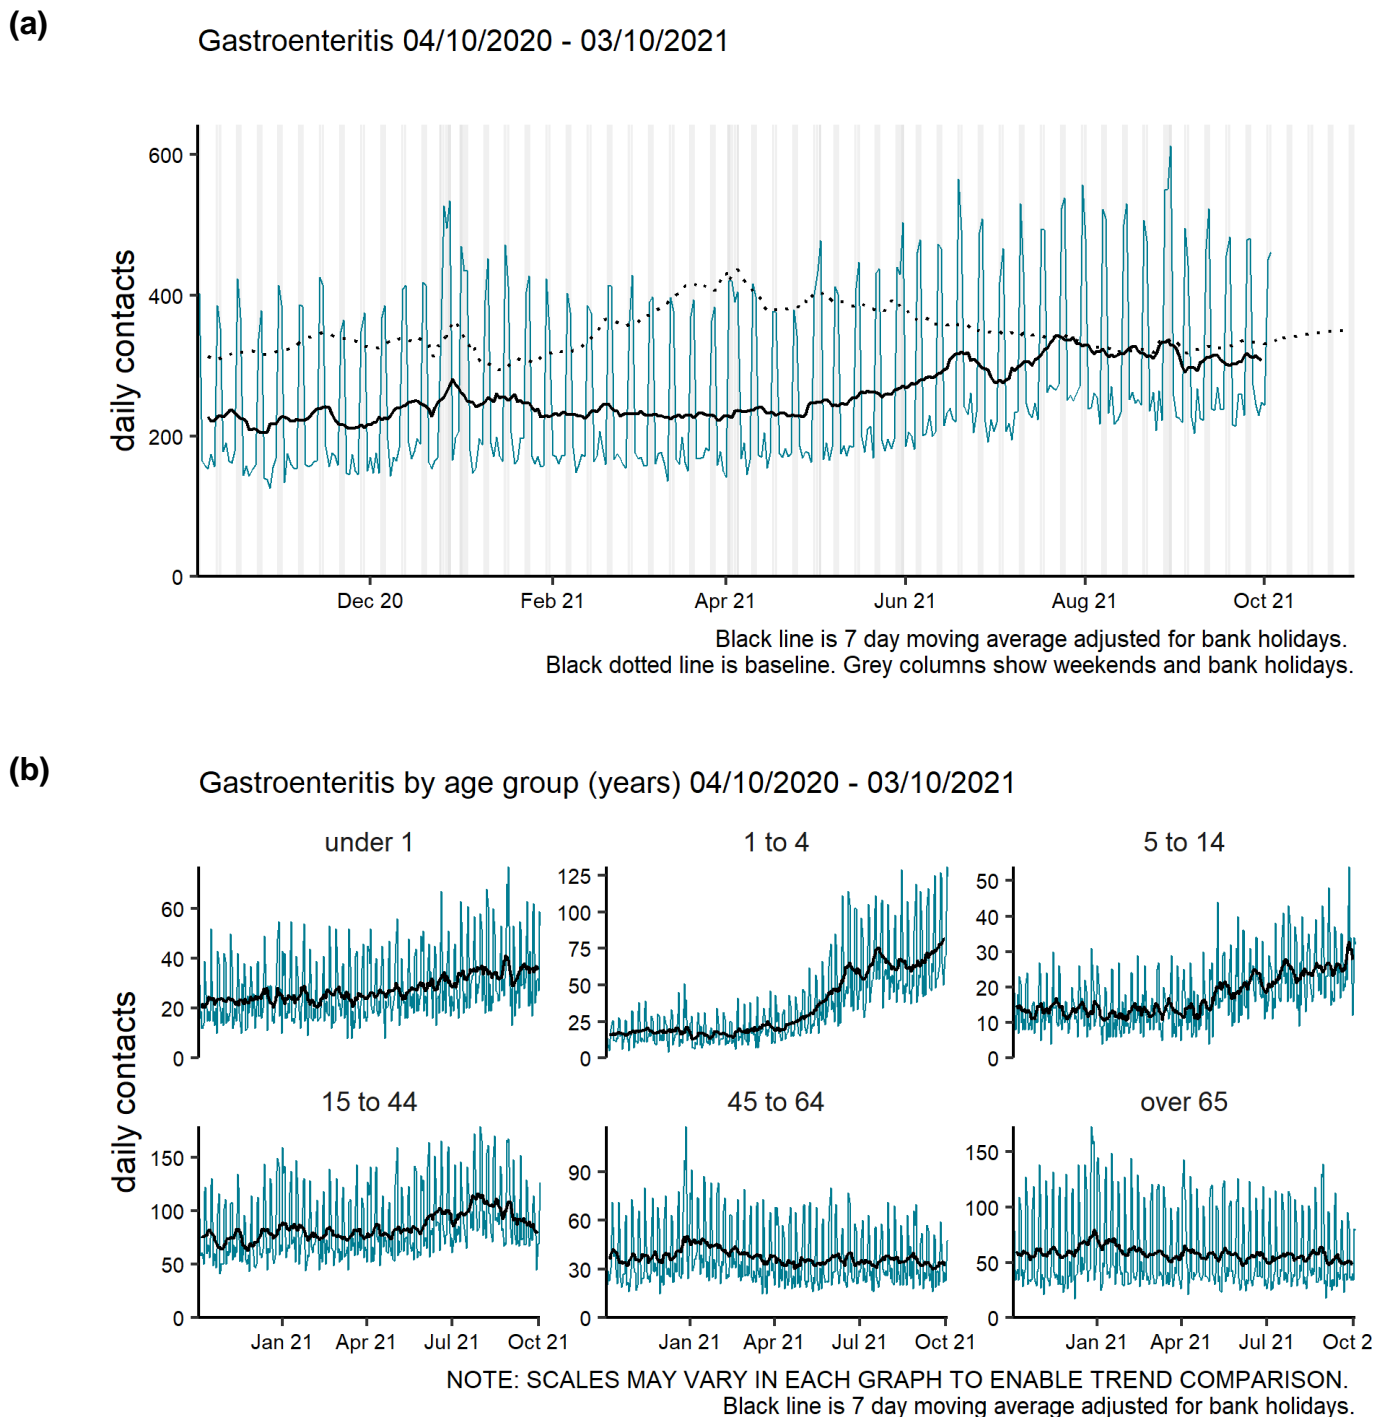 (a)
Gastroenteritis 04/10/2020 - 03/10/2021
daily contacts
600
400
200
0
Dec 20 Feb 21 Apr 21 Jun 21 Aug 21 Oct 21
Black line is 7 day moving average adjusted for bank holidays.
Black dotted line is baseline. Grey columns show weekends and bank holidays.
(b)
Gastroenteritis by age group (years) 04/10/2020 - 03/10/2021
daily contacts
under 1
60
40
20
0
1 to 4
125
100
75
50
25
0
5 to 14
50
40
30
20
10
0
15 to 44
150
100
50
0
Jan 21 Apr 21 Jul 21 Oct 21
45 to 64
90
60
30
0
Jan 21 Apr 21 Jul 21 Oct 21
over 65
150
100
50
0
Jan 21 Apr 21 Jul 21 Oct 2
NOTE: SCALES MAY VARY IN EACH GRAPH TO ENABLE TREND COMPARISON.
Black line is 7 day moving average adjusted for bank holidays.